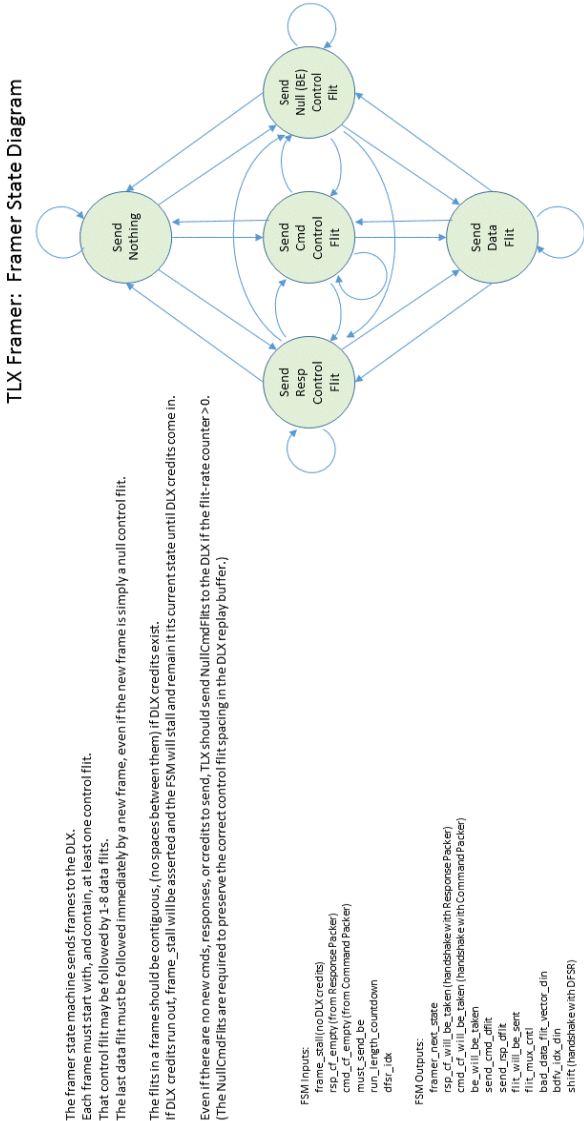 TLX Framer: Framer State Diagram
The framer state machine sends frames to the DLX.
Each frame must start with, and contain, at least one control flit.
That control flit may be followed by 1-8 data flits.
The last data flit must be followed immediately by a new frame, even if the new frame is simply a null control flit.
The flits in a frame should be contiguous, (no spaces between them) if DLX credits exist.
If DLX credits run out, frame_stall will be asserted and the FSM will stall and remain it its current state until DLX credits come in.
Even if there are no new cmds, responses, or credits to send, TLX should send NullCmdFlits to the DLX if the flit-rate counter > 0.
(The NullCmdFlits are required to preserve the correct control flit spacing in the DLX replay buffer.)
FSM Inputs:
frame_stall (no DLX credits)
rsp_cf_empty (from Response Packer)
cmd_cf_empty (from Command Packer)
must_send_be
run_length_countdown
dfsr_idx
FSM Outputs:
framer_next_state
rsp_cf_will_be_taken (handshake with Response Packer)
cmd_cf_will_be_taken (handshake with Command Packer)
be_will_be_taken
send_cmd_dflit
send_rsp_dflit
flit_will_be_sent
flit_mux_cntl
bad_data_flit_vector_din
bdfv_idx_din
shift (handshake with DFSR)
Send
Nothing
Send
Resp
Control
Flit
Send
Cmd
Control
Flit
Send
Null (BE)
Control
Flit
Send
Data
Flit